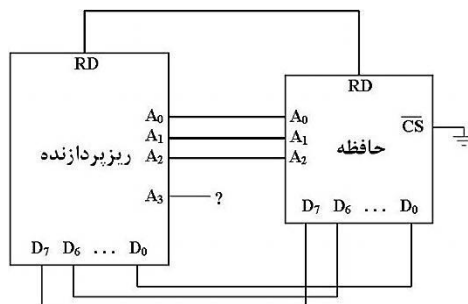 RD
RD
A0 A0
A1 A1
A2 A2
A3 ?
ریزپردازنده
حافظه
CS
D7 D6 ... D0
D7 D6 ... D0